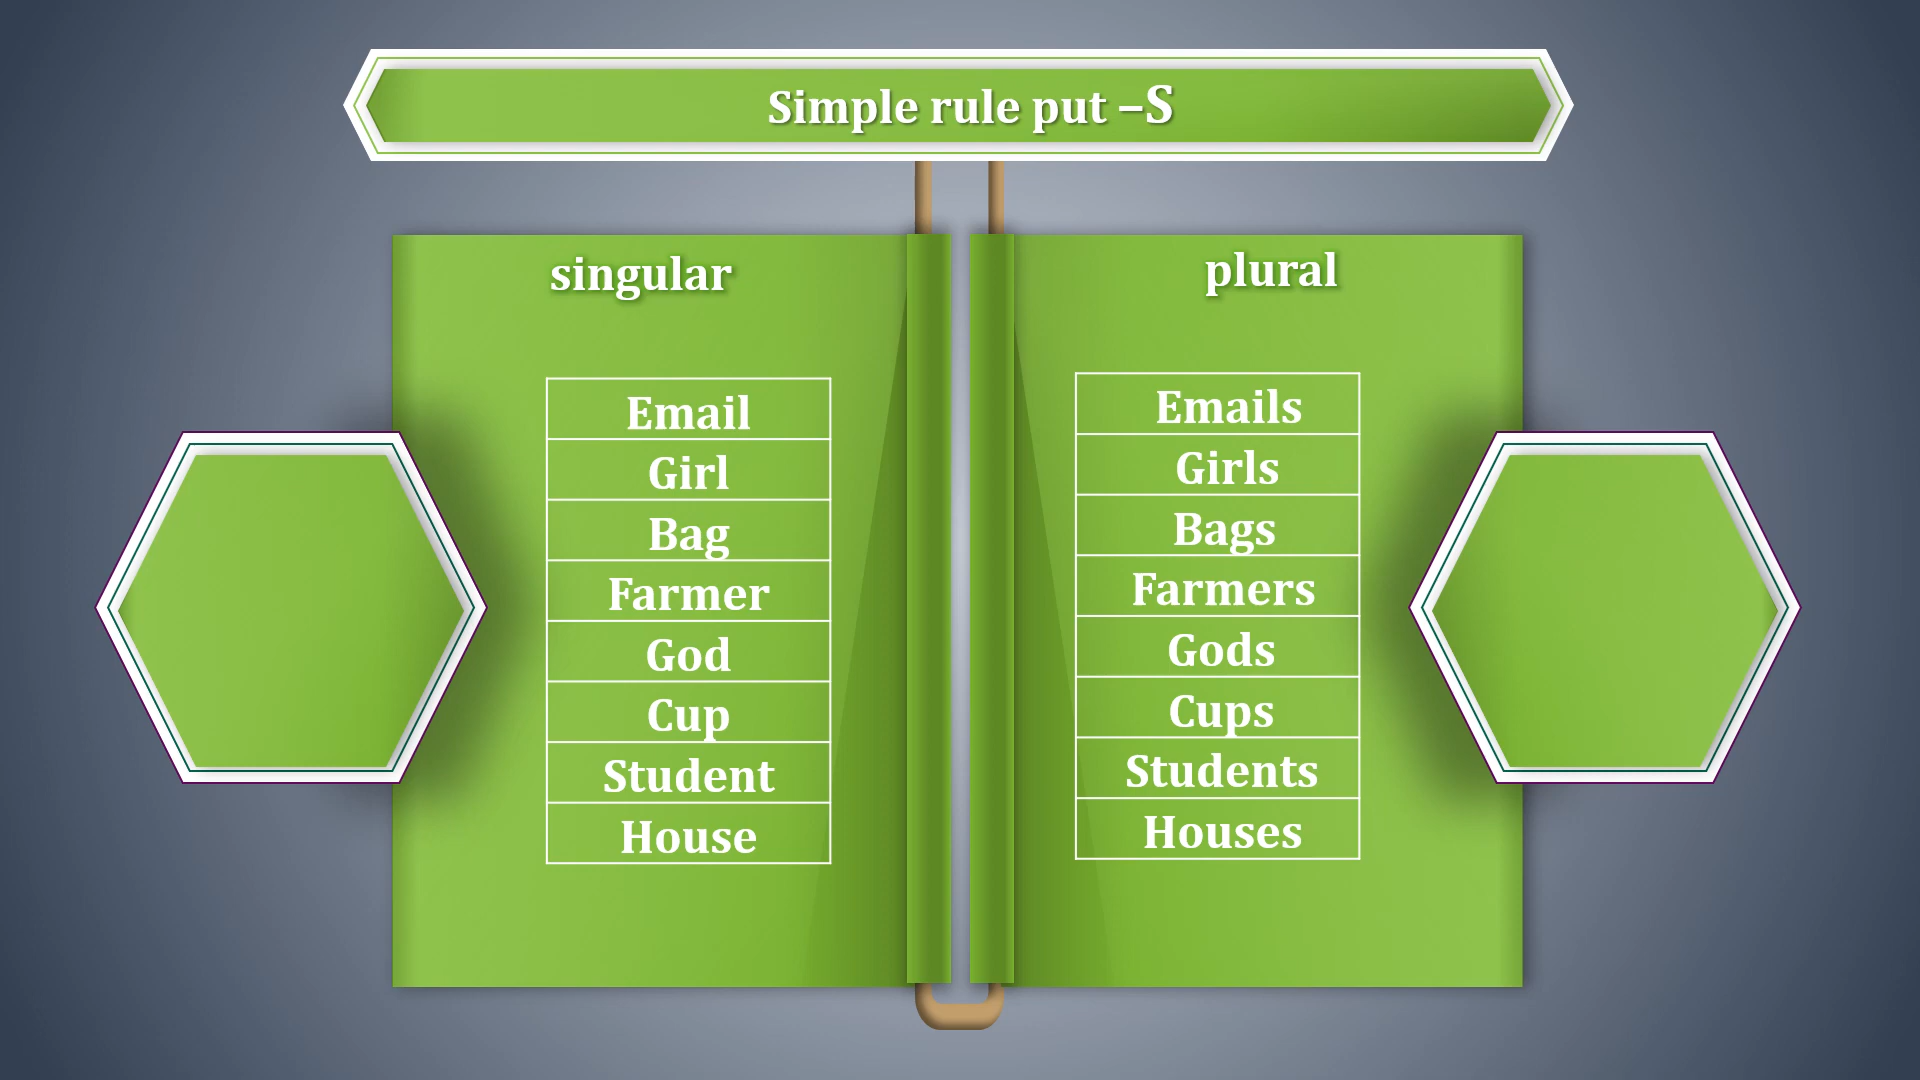 Simple rule put –S
singular
Email
Girl
Bag
Farmer
God
Cup
Student
House
plural
Emails
Girls
Bags
Farmers
Gods
Cups
Students
Houses